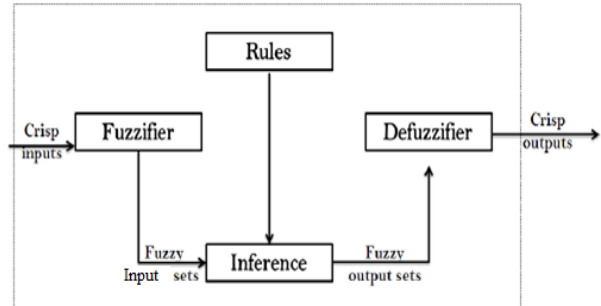 Rules
Crisp
inputs
Fuzzifier
Defuzzifier
Crisp
outputs
Fuzzy
Input sets
Inference
Fuzzy
output sets